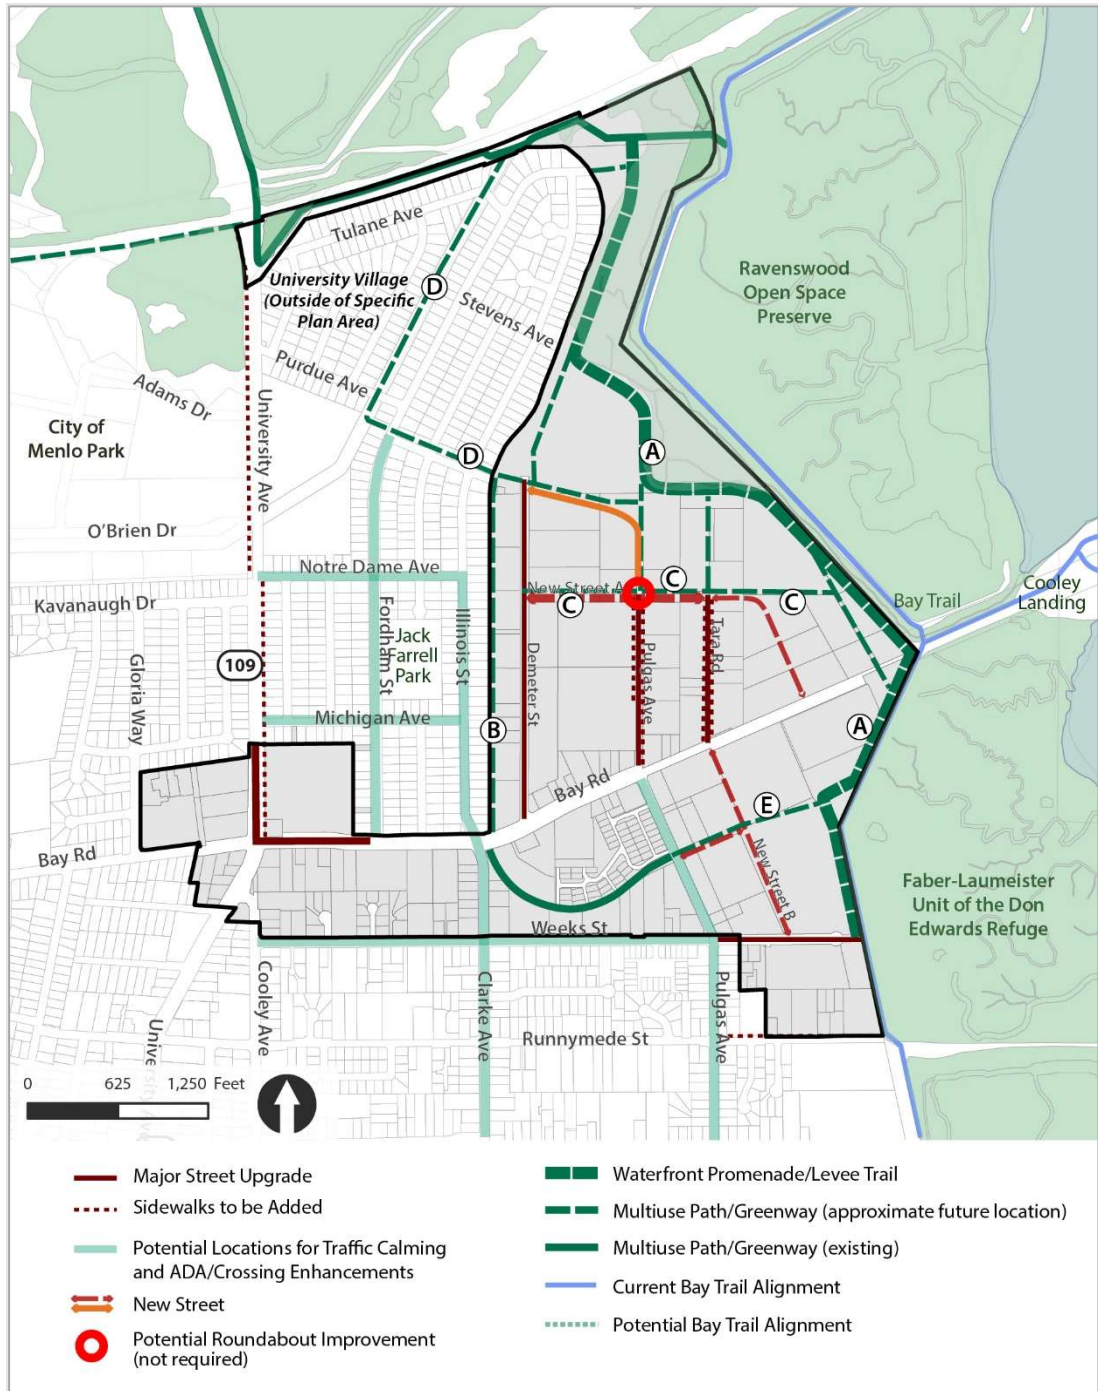 Tulane Ave
University Village
(Outside of Specific
Plan Area)
D
Stevens Ave
Ravenswood
Open Space
Preserve
Purdue Ave
Adams Dr
University Ave
City of
Menlo Park
A
D
O'Brien Dr
Notre Dame Ave
New Street A
C
C
C
Cooley
Landing
Bay Trail
Kavanaugh Dr
Gloria Way
109
Fordham St
Jack
Farrell
Park
Illinois St
Demeter St
Pulgas Ave
Tara Rd
Michigan Ave
B
A
Bay Rd
E
Bay Rd
New Street B
Faber-Laumeister
Unit of the Don
Edwards Refuge
Weeks St
Cooley Ave
Clarke Ave
Pulgas Ave
Runnymede St
University Ave
0 625 1,250 Feet
Major Street Upgrade
Sidewalks to be Added
Potential Locations for Traffic Calming
and ADA/Crossing Enhancements
New Street
Potential Roundabout Improvement
(not required)
Waterfront Promenade/Levee Trail
Multiuse Path/Greenway (approximate future location)
Multiuse Path/Greenway (existing)
Current Bay Trail Alignment
Potential Bay Trail Alignment